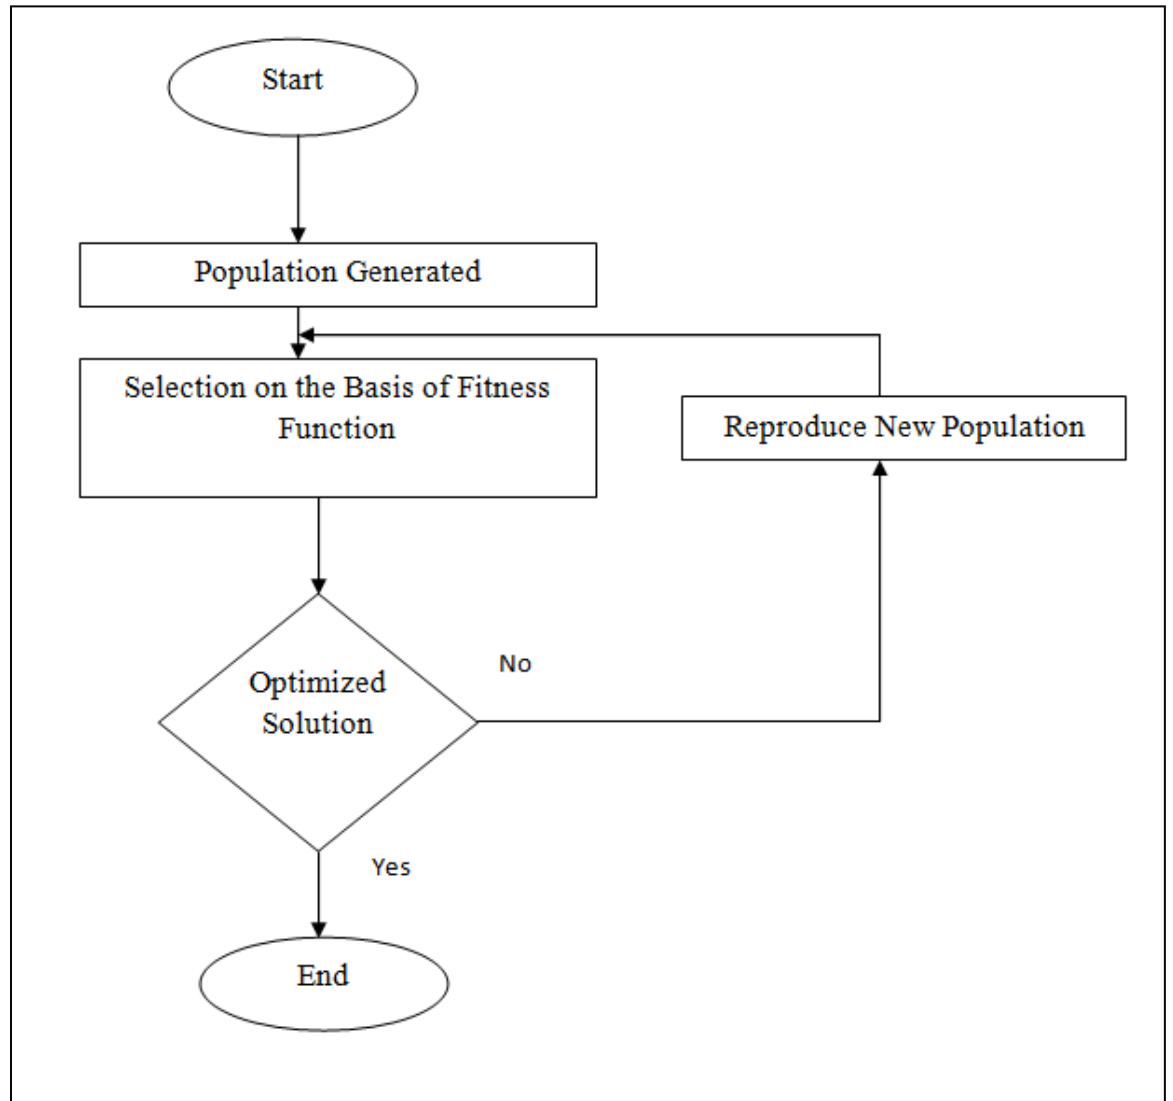 Start
Population Generated
Selection on the Basis of Fitness
Function
Reproduce New Population
Optimized
Solution
No
Yes
End